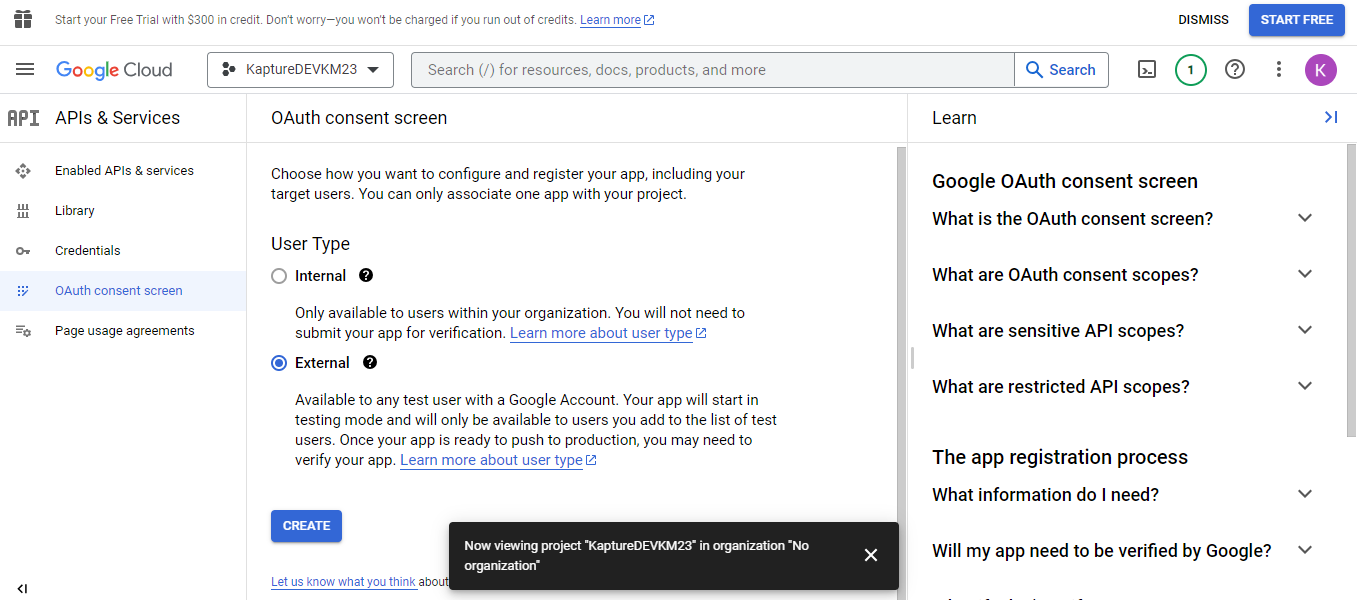 Start your Free Trial with $300 in credit. Don't worry—you won't be charged if you run out of credits. Learn more
DISMISS
START FREE
Google Cloud
KaptureDEVKM23
Search (/) for resources, docs, products, and more
Search
1
K
API
APIs & Services
Enabled APIs & services
Library
Credentials
OAuth consent screen
Page usage agreements
OAuth consent screen
Choose how you want to configure and register your app, including your
target users. You can only associate one app with your project.
User Type
Internal
Only available to users within your organization. You will not need to
submit your app for verification. Learn more about user type
External
Available to any test user with a Google Account. Your app will start in
testing mode and will only be available to users you add to the list of test
users. Once your app is ready to push to production, you may need to
verify your app. Learn more about user type
CREATE
Let us know what you think about
Now viewing project "KaptureDEVKM23" in organization "No
organization"
Learn
Google OAuth consent screen
What is the OAuth consent screen?
What are OAuth consent scopes?
What are sensitive API scopes?
What are restricted API scopes?
The app registration process
What information do I need?
Will my app need to be verified by Google?